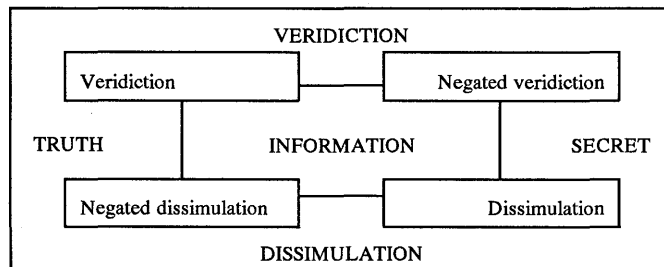 VERIDICTION
Veridiction Negated veridiction
TRUTH INFORMATION SECRET
Negated dissimulation Dissimulation
DISSIMULATION